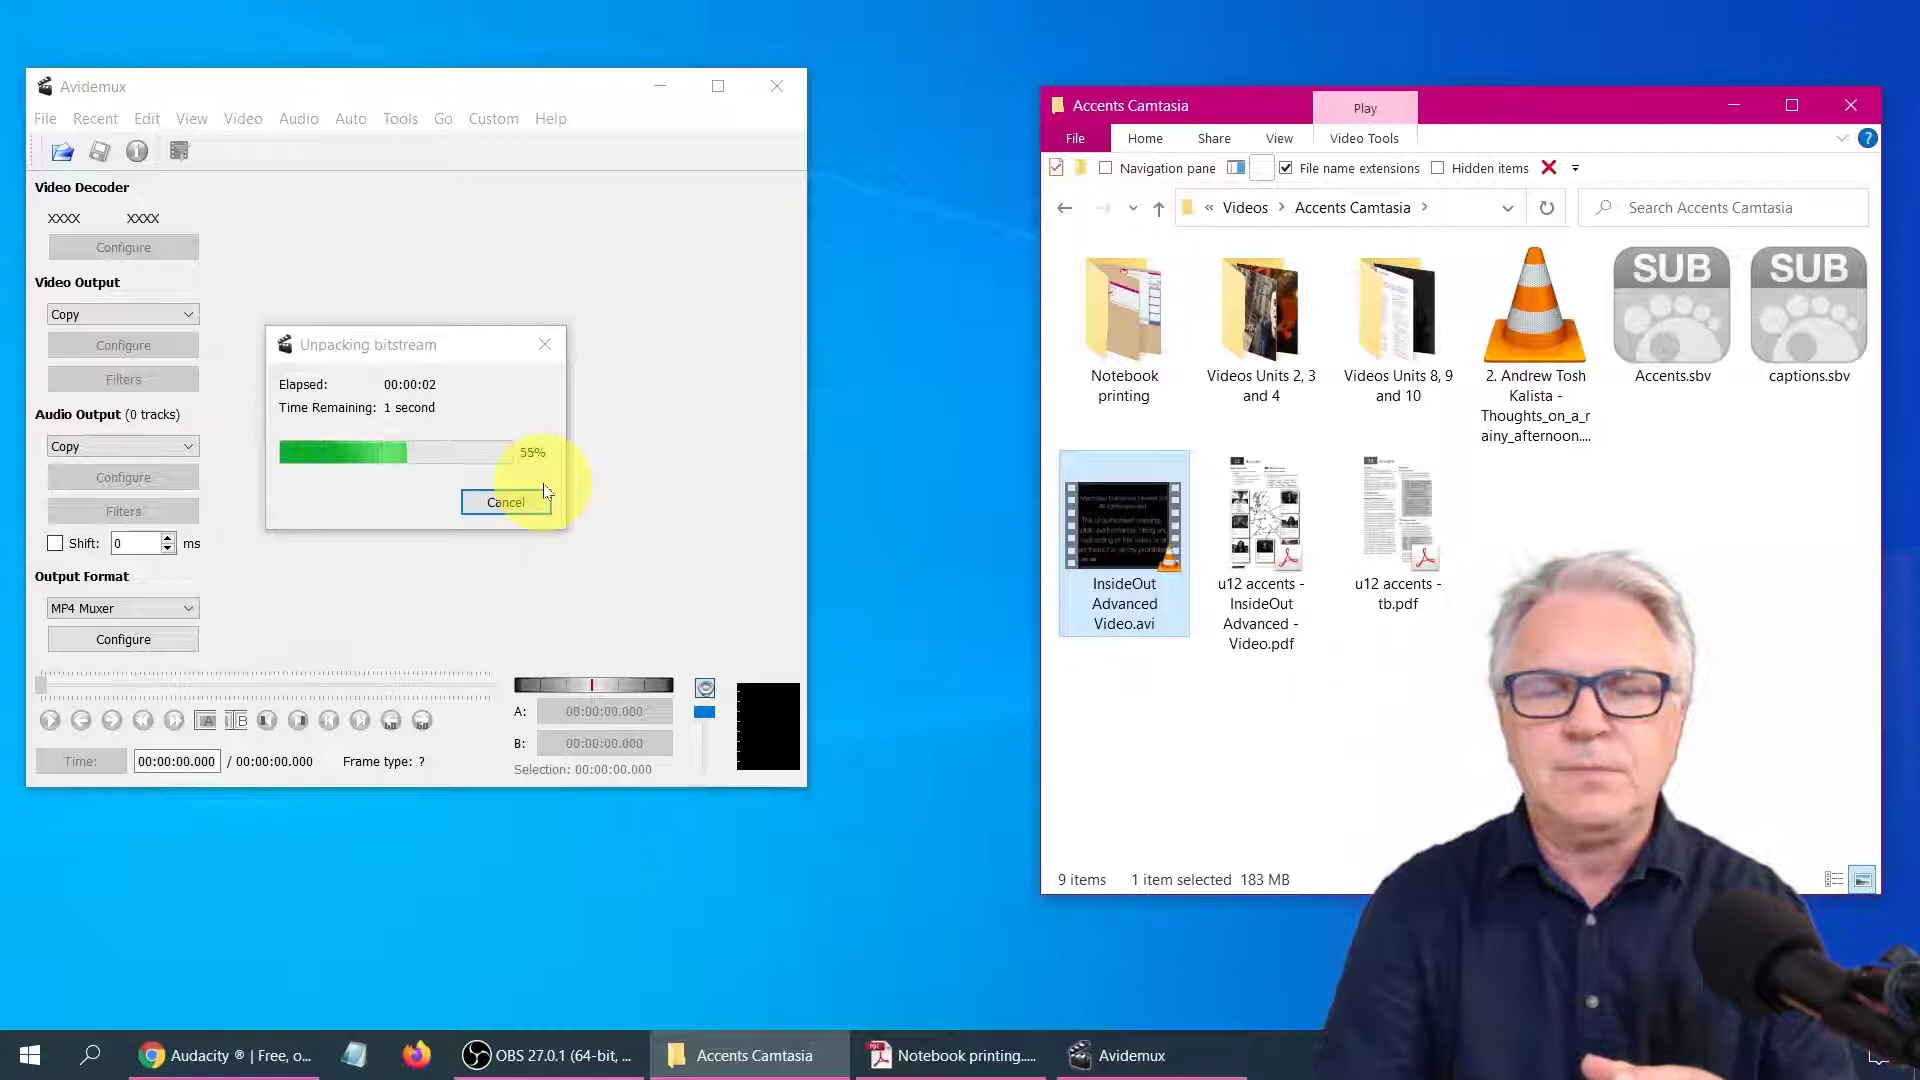 Avidemux
File Recent Edit View Video Audio Auto Tools Go Custom Help
Video Decoder
XXXX XXXX
Configure
Video Output
Copy
Configure
Filters
Audio Output (0 tracks)
Copy
Configure
Filters
Shift: 0 ms
Output Format
MP4 Muxer
Configure
Unpacking bitstream
Elapsed: 00:00:02
Time Remaining: 1 second
55%
Cancel
A B
A: 00:00:00.000
B: 00:00:00.000
Selection: 00:00:00.000
Time: 00:00:00.000 / 00:00:00.000 Frame type: ?
Accents Camtasia
Play
File Home Share View Video Tools
Navigation pane File name extensions Hidden items
« Videos > Accents Camtasia >
Search Accents Camtasia
Notebook
printing
Videos Units 2, 3
and 4
Videos Units 8, 9
and 10
2. Andrew Tosh
Kalista -
Thoughts_on_a_r
ainy_afternoon....
SUB
Accents.sbv
SUB
captions.sbv
InsideOut
Advanced
Video.avi
u12 accents -
InsideOut
Advanced -
Video.pdf
u12 accents -
tb.pdf
9 items 1 item selected 183 MB
Audacity ® | Free, o...
OBS 27.0.1 (64-bit, ...
Accents Camtasia
Notebook printing.....
Avidemux